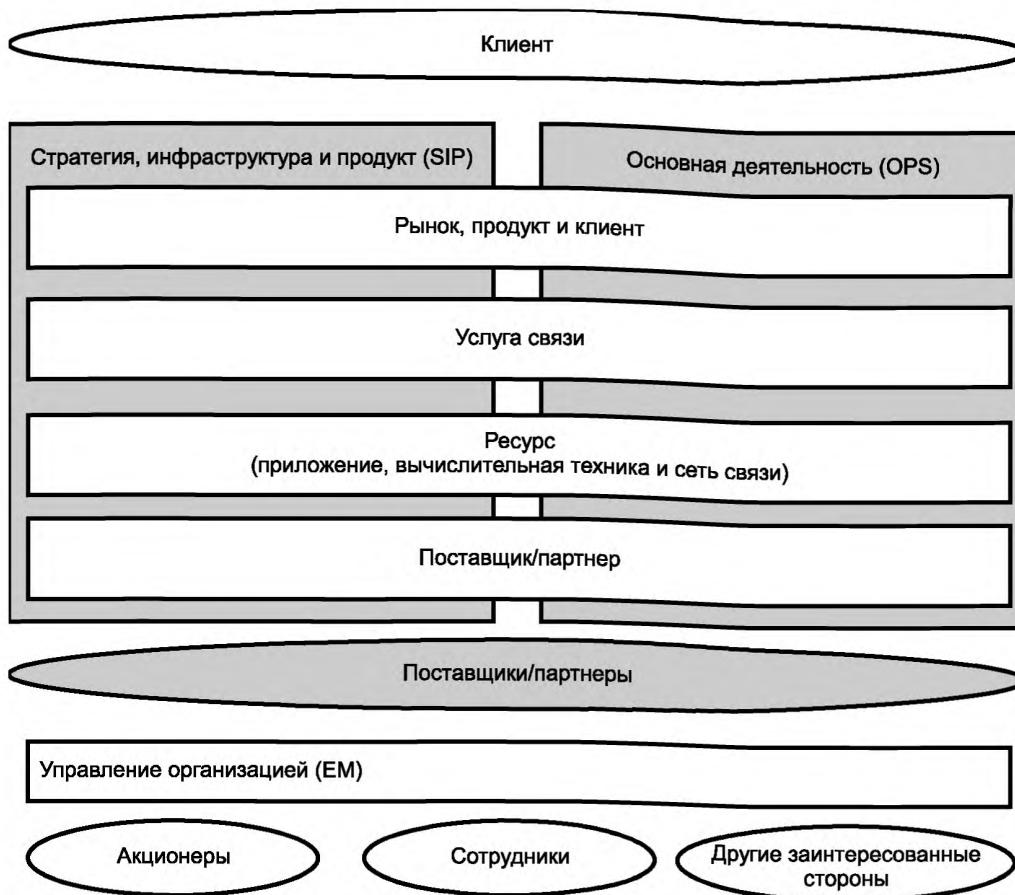 Клиент
Стратегия, инфраструктура и продукт (SIP)
Основная деятельность (OPS)
Рынок, продукт и клиент
Услуга связи
Ресурс
(приложение, вычислительная техника и сеть связи)
Поставщик/партнер
Поставщики/партнеры
Управление организацией (EM)
Акционеры
Сотрудники
Другие заинтересованные
стороны